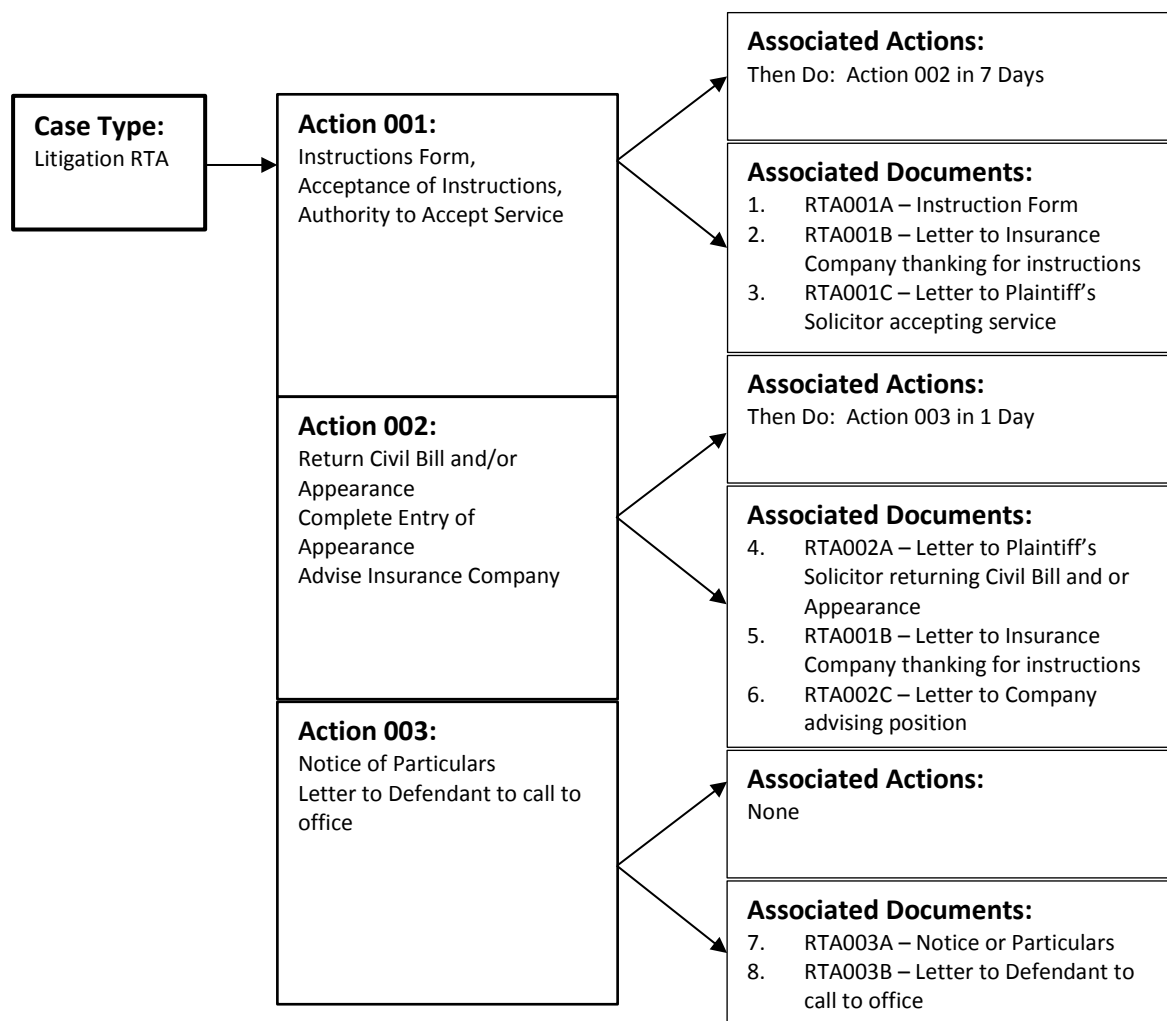 Case Type:
Litigation RTA
Action 001:
Instructions Form,
Acceptance of Instructions,
Authority to Accept Service
Associated Actions:
Then Do:  Action 002 in 7 Days
Associated Documents:
1. RTA001A – Instruction Form
2. RTA001B – Letter to Insurance
Company thanking for instructions
3. RTA001C – Letter to Plaintiff’s
Solicitor accepting service
Action 002:
Return Civil Bill and/or
Appearance
Complete Entry of
Appearance
Advise Insurance Company
Associated Actions:
Then Do:  Action 003 in 1 Day
Associated Documents:
4. RTA002A – Letter to Plaintiff’s
Solicitor returning Civil Bill and or
Appearance
5. RTA001B – Letter to Insurance
Company thanking for instructions
6. RTA002C – Letter to Company
advising position
Action 003:
Notice of Particulars
Letter to Defendant to call to
office
Associated Actions:
None
Associated Documents:
7. RTA003A – Notice or Particulars
8. RTA003B – Letter to Defendant to
call to office